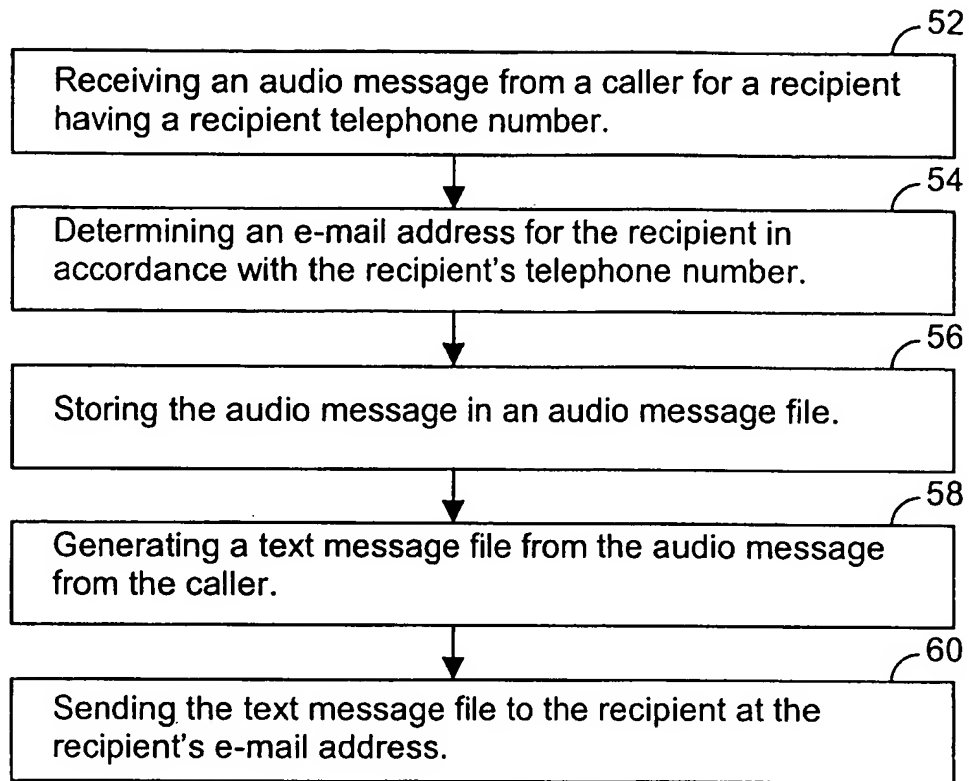 52
Receiving an audio message from a caller for a recipient
having a recipient telephone number.
54
Determining an e-mail address for the recipient in
accordance with the recipient's telephone number.
56
Storing the audio message in an audio message file.
58
Generating a text message file from the audio message
from the caller.
60
Sending the text message file to the recipient at the
recipient's e-mail address.